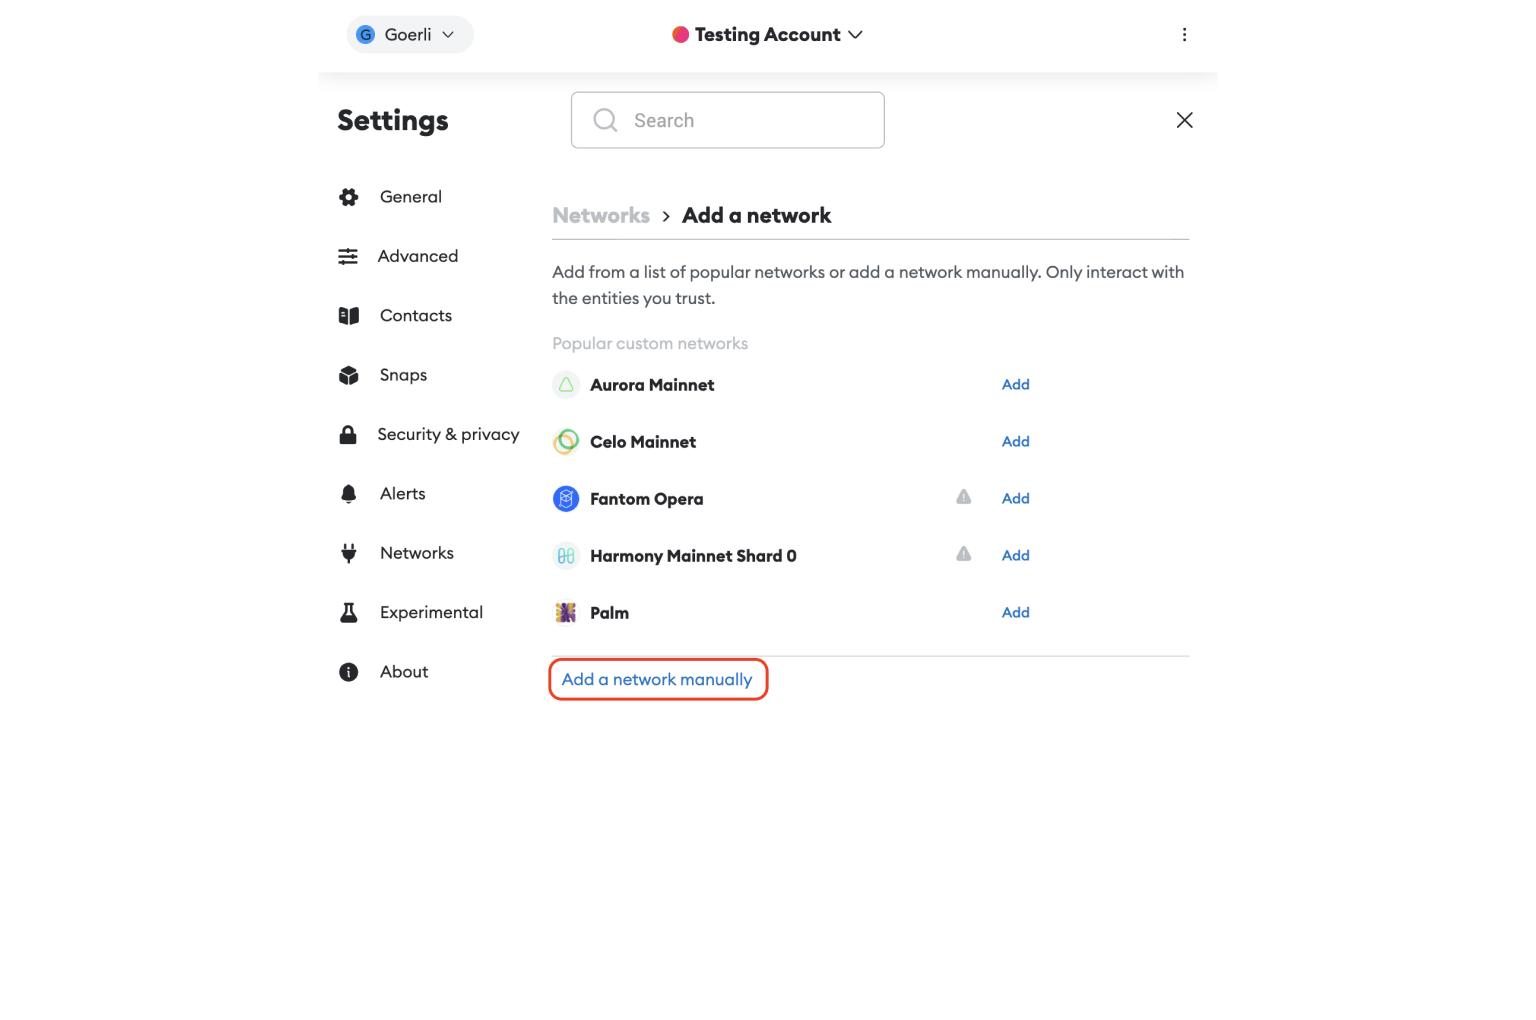 G Goerli
Testing Account
Settings
Search
General
Advanced
Contacts
Snaps
Security & privacy
Alerts
Networks
Experimental
About
Networks > Add a network
Add from a list of popular networks or add a network manually. Only interact with
the entities you trust.
Popular custom networks
Aurora Mainnet Add
Celo Mainnet Add
Fantom Opera Add
Harmony Mainnet Shard 0 Add
Palm Add
Add a network manually